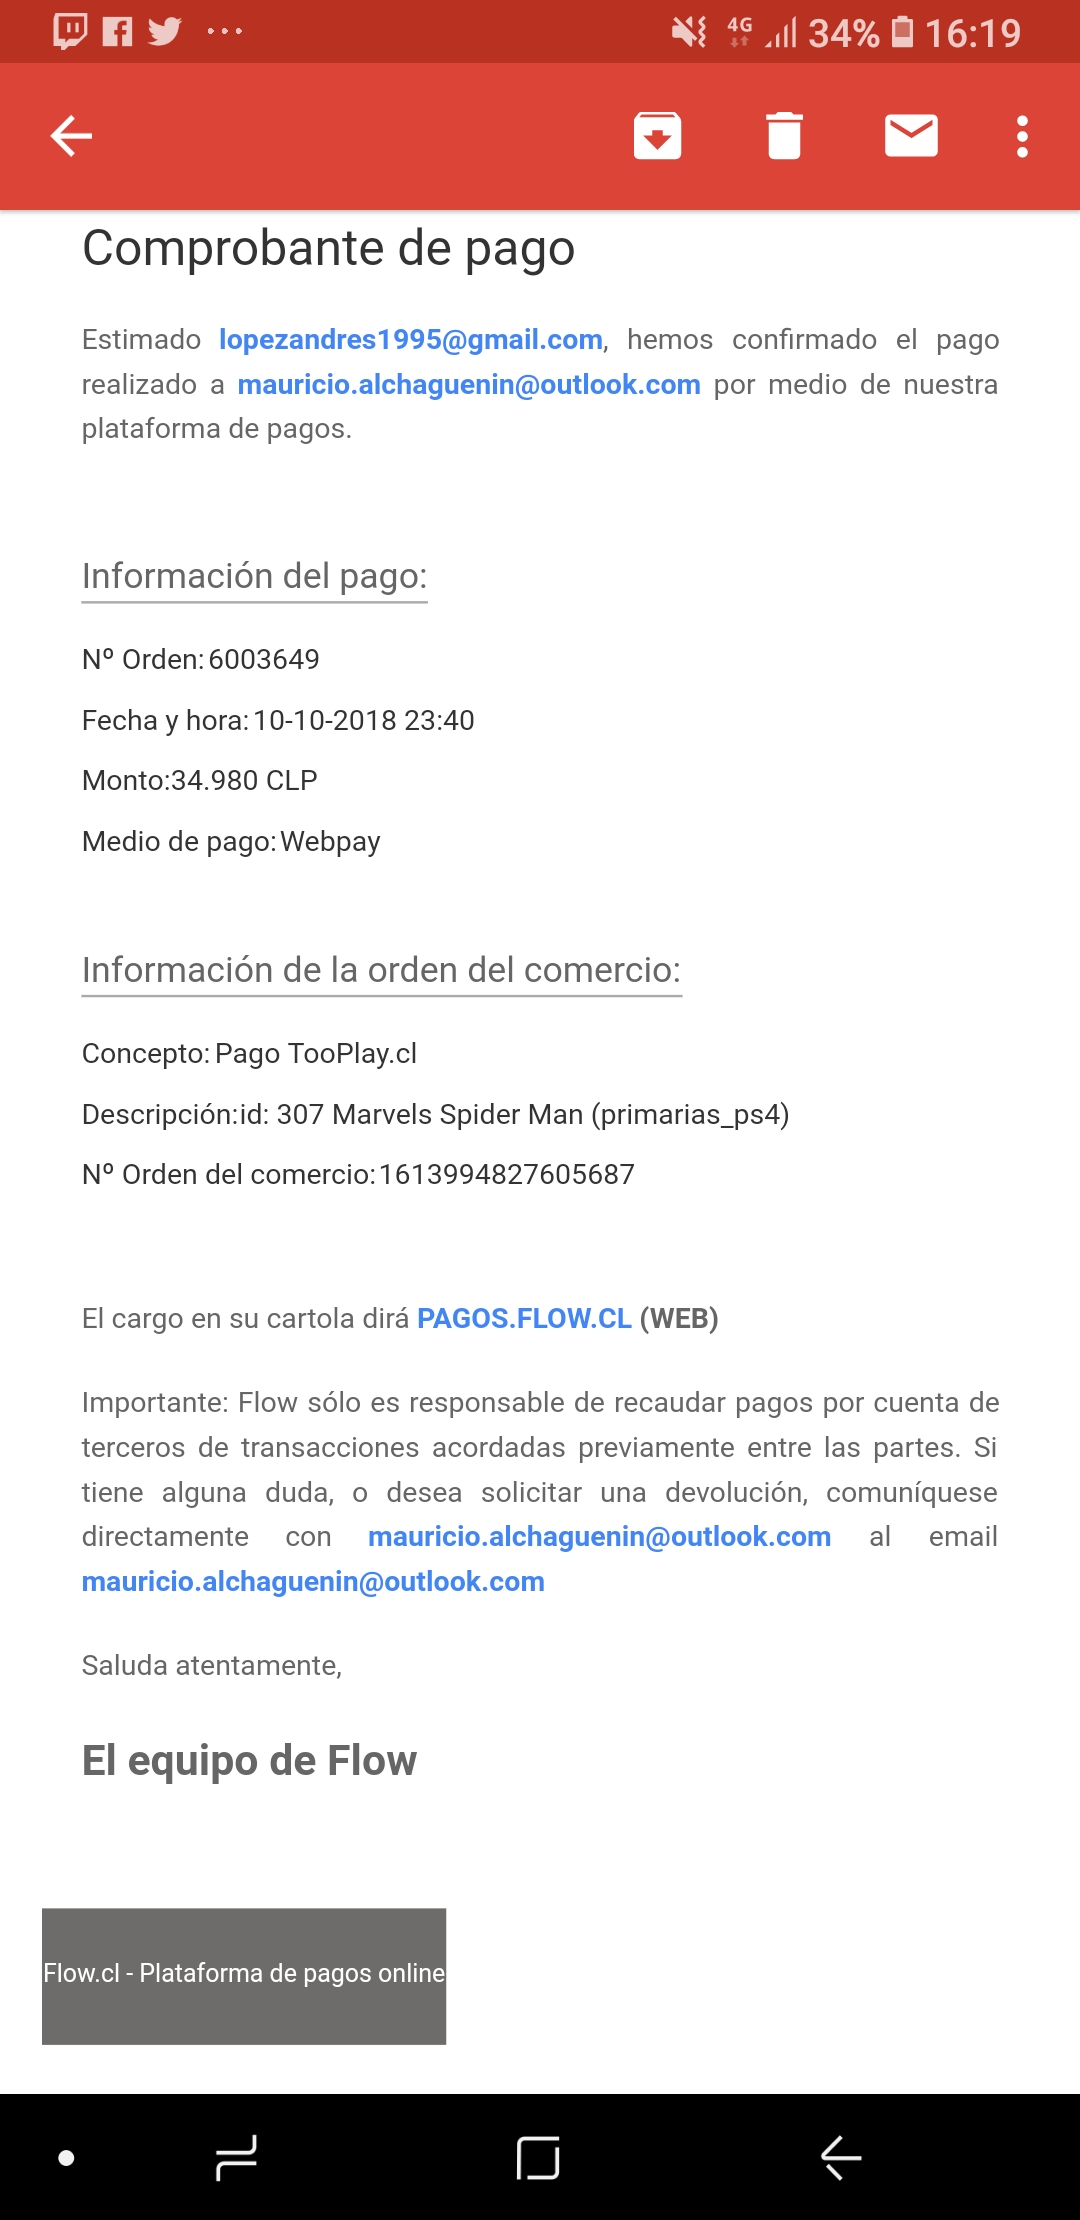 4G 34% 16:19
Comprobante de pago
Estimado lopezandres1995@gmail.com, hemos confirmado el pago
realizado a mauricio.alchaguenin@outlook.com por medio de nuestra
plataforma de pagos.
Información del pago:
Nº Orden: 6003649
Fecha y hora: 10-10-2018 23:40
Monto:34.980 CLP
Medio de pago: Webpay
Información de la orden del comercio:
Concepto: Pago TooPlay.cl
Descripción:id: 307 Marvels Spider Man (primarias_ps4)
Nº Orden del comercio: 1613994827605687
El cargo en su cartola dirá PAGOS.FLOW.CL (WEB)
Importante: Flow sólo es responsable de recaudar pagos por cuenta de
terceros de transacciones acordadas previamente entre las partes. Si
tiene alguna duda, o desea solicitar una devolución, comuníquese
directamente con mauricio.alchaguenin@outlook.com al email
mauricio.alchaguenin@outlook.com
Saluda atentamente,
El equipo de Flow
Flow.cl - Plataforma de pagos online